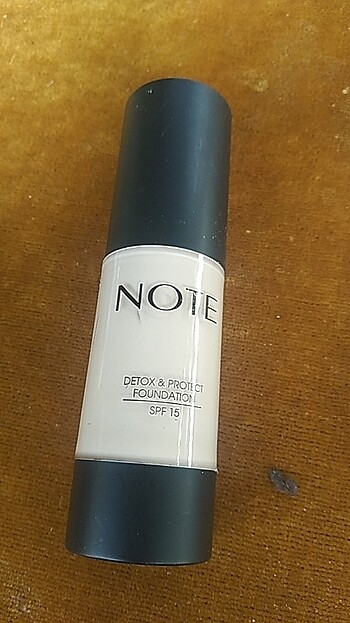 NOTE
DETOX & PROTECT
FOUNDATION
SPF 15